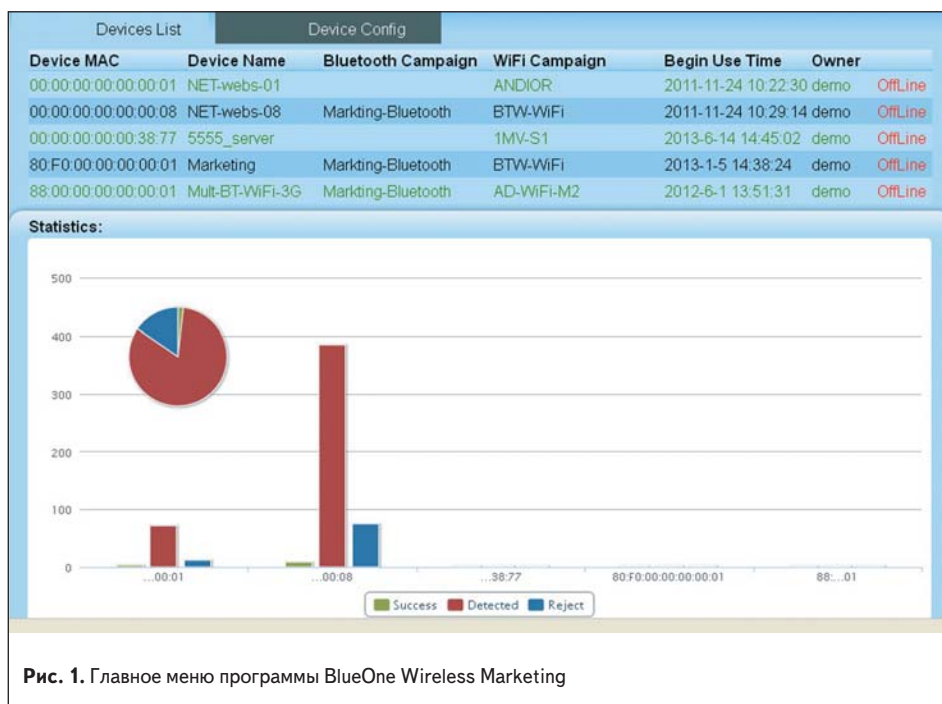 Devices List Device Config
Device MAC Device Name Bluetooth Campaign WiFi Campaign Begin Use Time Owner
00:00:00:00:00:01 NET-webs-01 ANDIOR 2011-11-24 10:22:30 demo OffLine
00:00:00:00:00:08 NET-webs-08 Markting-Bluetooth BTW-WiFi 2011-11-24 10:29:14 demo OffLine
00:00:00:00:38:77 5555_server 1MV-S1 2013-6-14 14:45:02 demo OffLine
80:F0:00:00:00:00:01 Marketing Markting-Bluetooth BTW-WiFi 2013-1-5 14:38:24 demo OffLine
88:00:00:00:00:00:01 Mult-BT-WiFi-3G Markting-Bluetooth AD-WiFi-M2 2012-6-1 13:51:31 demo OffLine
Statistics:
500
400
300
200
100
0
...00:01 ...00:08 ...38:77 80:F0:00:00:00:00:01 88:...01
Success Detected Reject
Рис. 1. Главное меню программы BlueOne Wireless Marketing